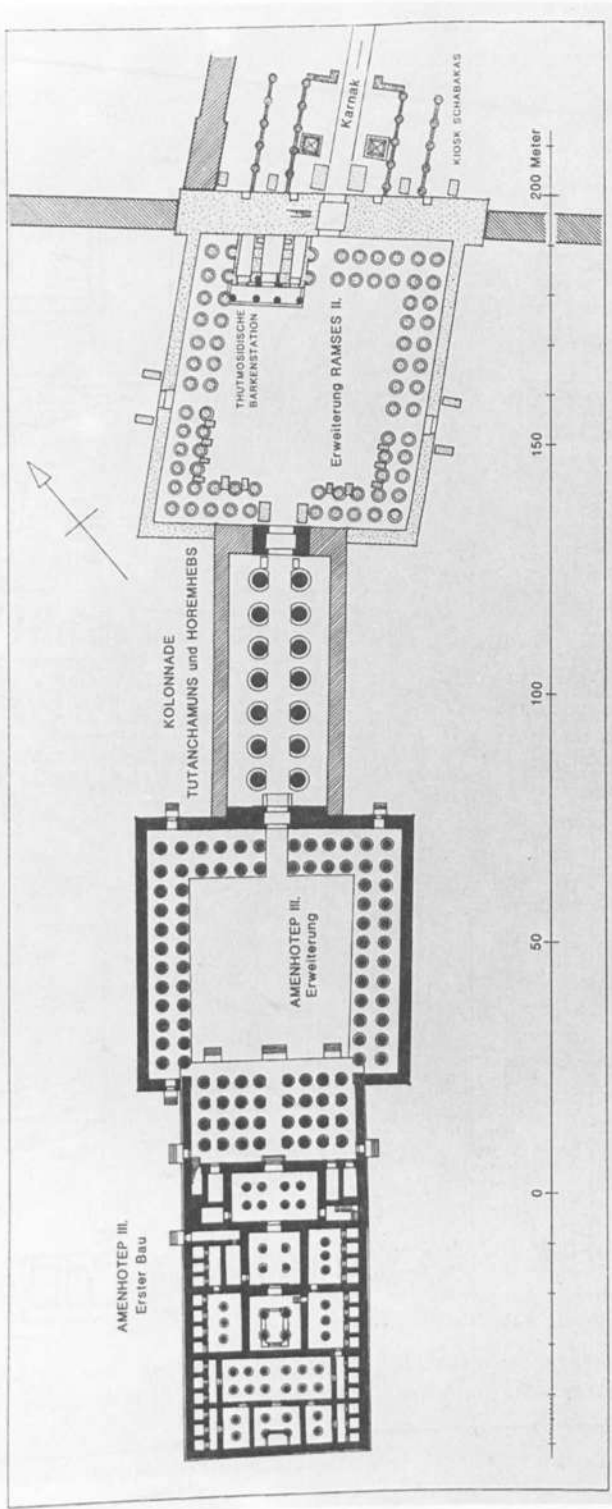 AMENHOTEP III.
Erster Bau
AMENHOTEP III.
Erweiterung
KOLONNADE
TUTANCHAMUNS und HOREMHEBS
THUTMOSIDISCHE
BARKENSTATION
Erweiterung RAMSES II.
Karnak
KIOSK SCHABAKAS
0
50
100
150
200 Meter